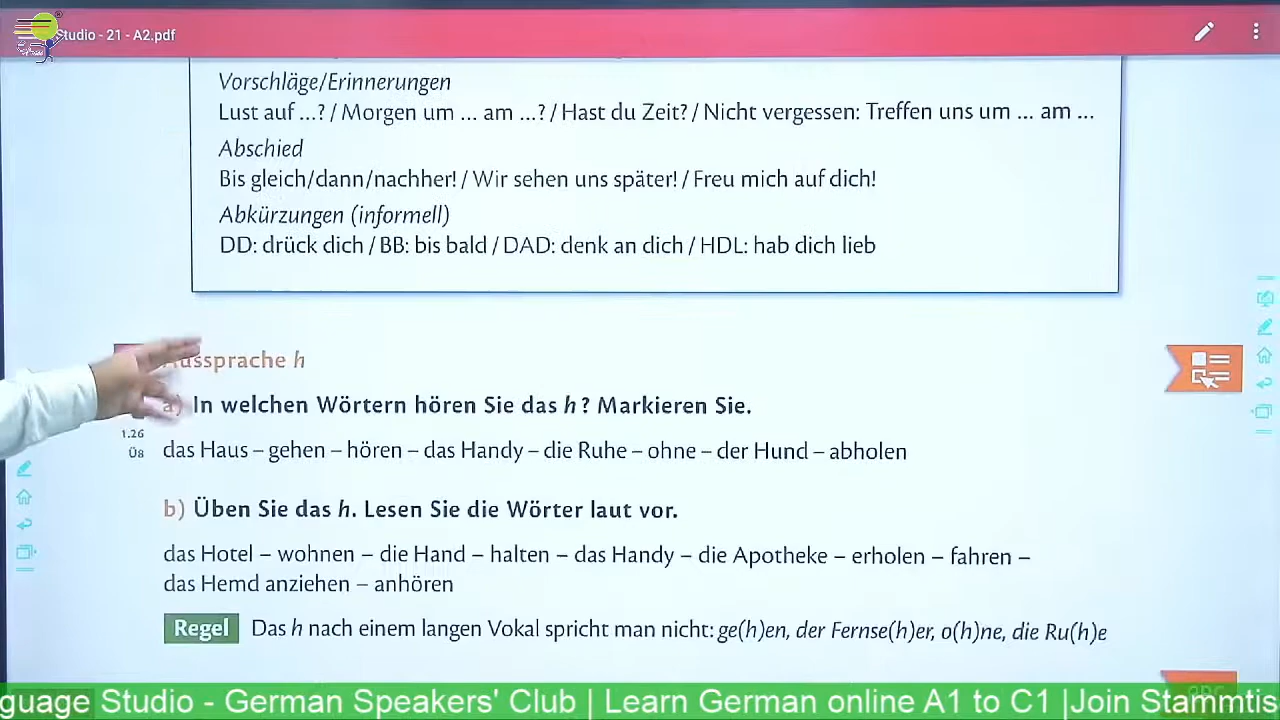 Studio - 21 - A2.pdf
Vorschläge/Erinnerungen
Lust auf ...? / Morgen um ... am ...? / Hast du Zeit? / Nicht vergessen: Treffen uns um ... am ...
Abschied
Bis gleich/dann/nachher! / Wir sehen uns später! / Freu mich auf dich!
Abkürzungen (informell)
DD: drück dich / BB: bis bald / DAD: denk an dich / HDL: hab dich lieb
Aussprache h
a) In welchen Wörtern hören Sie das h? Markieren Sie.
1.26
Ü8
das Haus – gehen – hören – das Handy – die Ruhe – ohne – der Hund – abholen
b) Üben Sie das h. Lesen Sie die Wörter laut vor.
das Hotel – wohnen – die Hand – halten – das Handy – die Apotheke – erholen – fahren –
das Hemd anziehen – anhören
Regel Das h nach einem langen Vokal spricht man nicht: ge(h)en, der Fernse(h)er, o(h)ne, die Ru(h)e
guage Studio - German Speakers' Club | Learn German online A1 to C1 |Join Stammtis